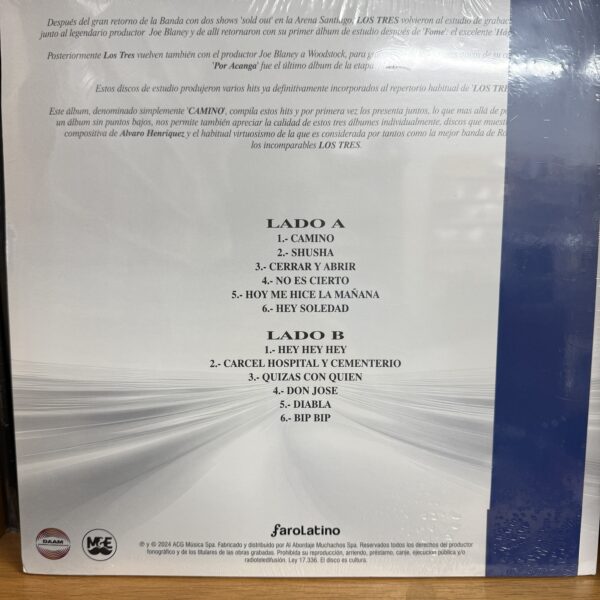 Después del gran retorno de la Banda con dos shows 'sold out' en la Arena Santiago, LOS TRES volvieron al estudio de
junto al legendario productor Joe Blaney y de allí retornaron con su primer álbum de estudio después de 'Fome': el excelente
Posteriormente Los Tres vuelven también con el productor Joe Blaney a Woodstock, para
'Por Acanga' fue el último álbum de la etapa
Estos discos de estudio produjeron varios hits ya definitivamente incorporados al repertorio habitual de 'LOS
Este álbum, denominado simplemente 'CAMINO', compila estos hits y por primera vez los presenta juntos, lo que mas allá de
un álbum sin puntos bajos, nos permite también apreciar la calidad de estos tres álbumes individualmente, discos que
compositiva de Alvaro Henríquez y el habitual virtuosismo de la que es considerada por tantos como la mejor banda de
los incomparables LOS TRES.
LADO A
1.- CAMINO
2.- SHUSHA
3.- CERRAR Y ABRIR
4.- NO ES CIERTO
5.- HOY ME HICE LA MAÑANA
6.- HEY SOLEDAD
LADO B
1.- HEY HEY HEY
2.- CARCEL HOSPITAL Y CEMENTERIO
3.- QUIZAS CON QUIEN
4.- DON JOSE
5.- DIABLA
6.- BIP BIP
faroLatino
DAAM
M&E
℗ y © 2024 ACG Música Spa. Fabricado y distribuido por Al Abordaje Muchachos Spa. Reservados todos los derechos del productor
fonográfico y de los titulares de las obras grabadas. Prohibida su reproducción, arriendo, préstamo, canje, ejecución pública y/o
radioteledifusión. Ley 17.336. El disco es cultura.